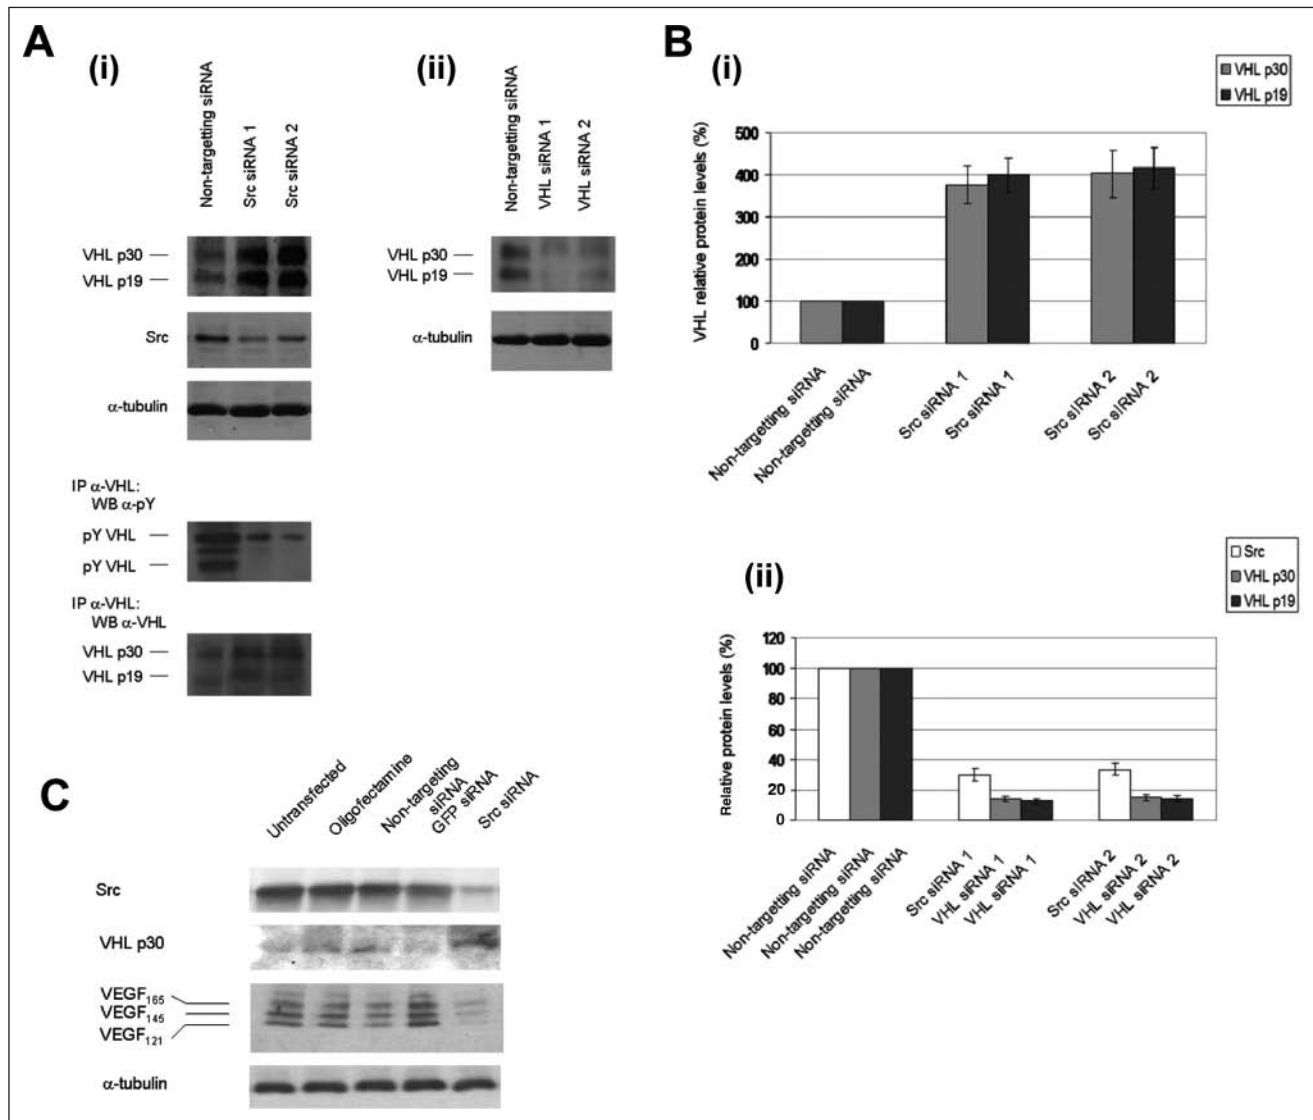 A
(i)
Non-targetting siRNA
Src siRNA 1
Src siRNA 2
VHL p30
VHL p19
Src
α-tubulin
IP α-VHL:
WB α-pY
pY VHL
pY VHL
IP α-VHL:
WB α-VHL
VHL p30
VHL p19
(ii)
Non-targetting siRNA
VHL siRNA 1
VHL siRNA 2
VHL p30
VHL p19
α-tubulin
B
(i)
VHL p30
VHL p19
VHL relative protein levels (%)
500
400
300
200
100
0
Non-targetting siRNA
Non-targetting siRNA
Src siRNA 1
Src siRNA 1
Src siRNA 2
Src siRNA 2
(ii)
Src
VHL p30
VHL p19
Relative protein levels (%)
120
100
80
60
40
20
0
Non-targetting siRNA
Non-targetting siRNA
Non-targetting siRNA
Src siRNA 1
VHL siRNA 1
VHL siRNA 1
Src siRNA 2
VHL siRNA 2
VHL siRNA 2
C
Untransfected
Oligofectamine
Non-targeting
siRNA
GFP siRNA
Src siRNA
Src
VHL p30
VEGF165
VEGF145
VEGF121
α-tubulin